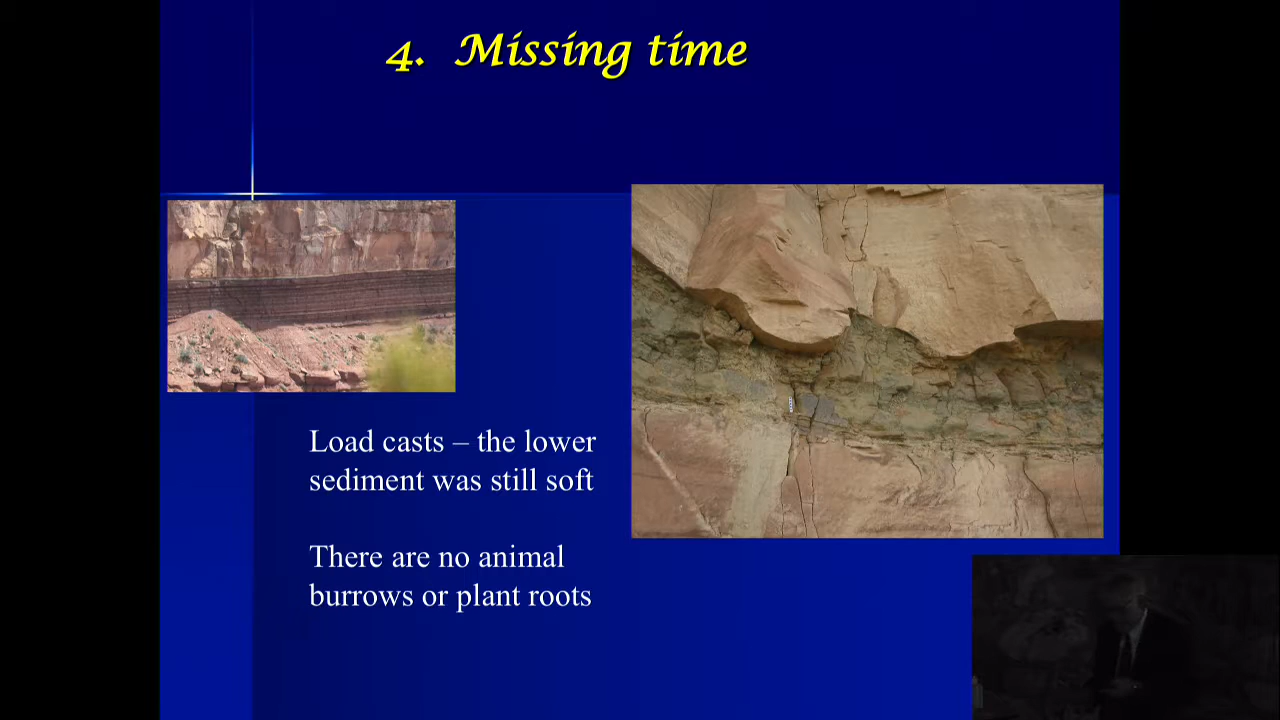 4. Missing time
Load casts – the lower
sediment was still soft
There are no animal
burrows or plant roots